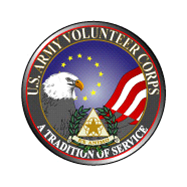 U.S. ARMY VOLUNTEER CORPS
A TRADITION OF SERVICE